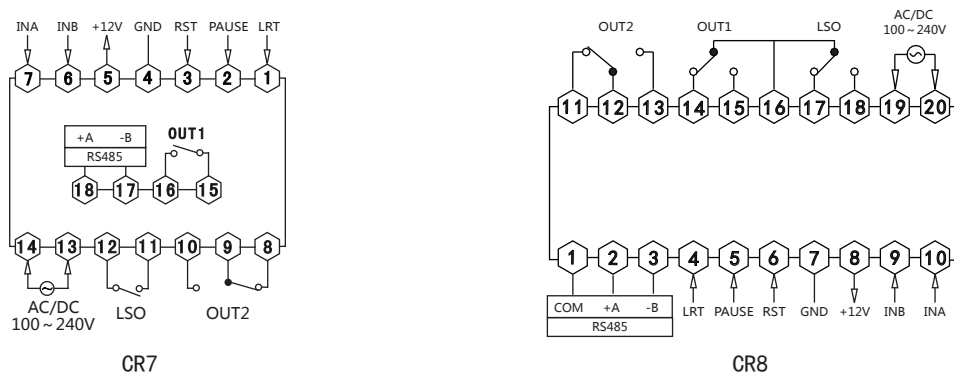 INA INB +12V GND RST PAUSE LRT
7 6 5 4 3 2 1
+A -B
RS485
OUT1
18 17 16 15
14 13 12 11 10 9 8
AC/DC
100~240V
LSO
OUT2
CR7
OUT2
OUT1
LSO
AC/DC
100~240V
11 12 13 14 15 16 17 18 19 20
1 2 3 4 5 6 7 8 9 10
COM +A -B
RS485
LRT PAUSE RST GND +12V INB INA
CR8